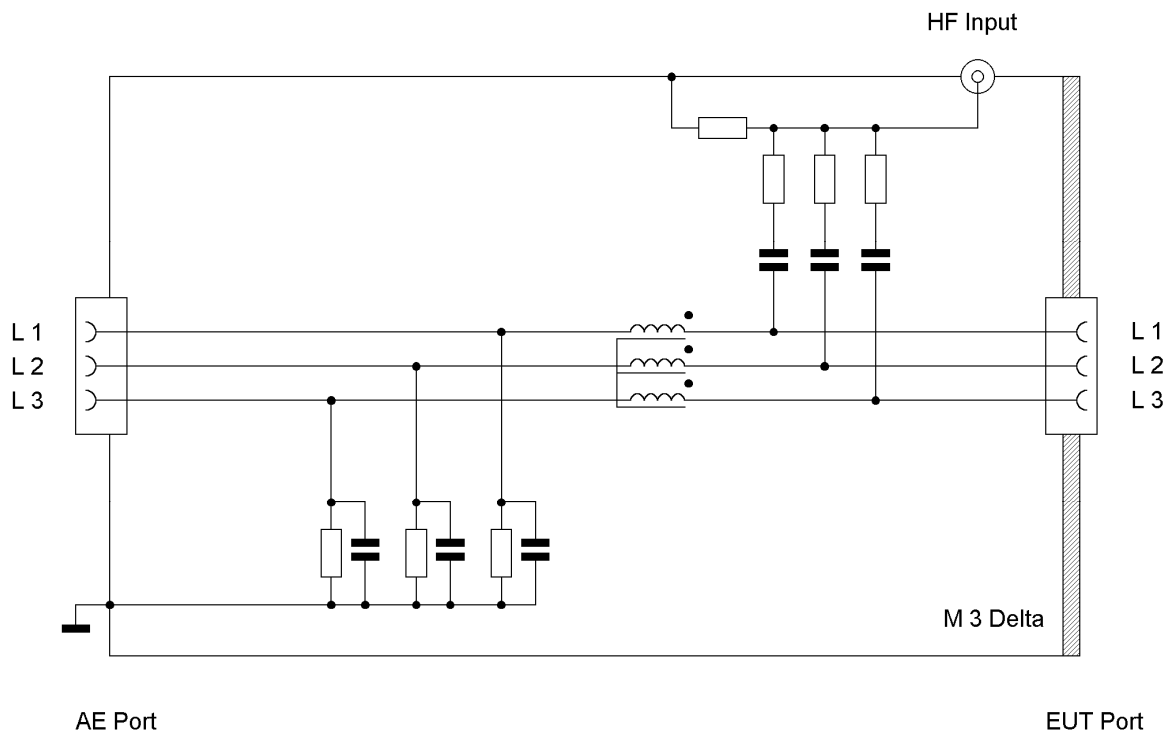 HF Input
L 1
L 1
L 2
L 2
L 3
L 3
M 3 Delta
AE Port
EUT Port